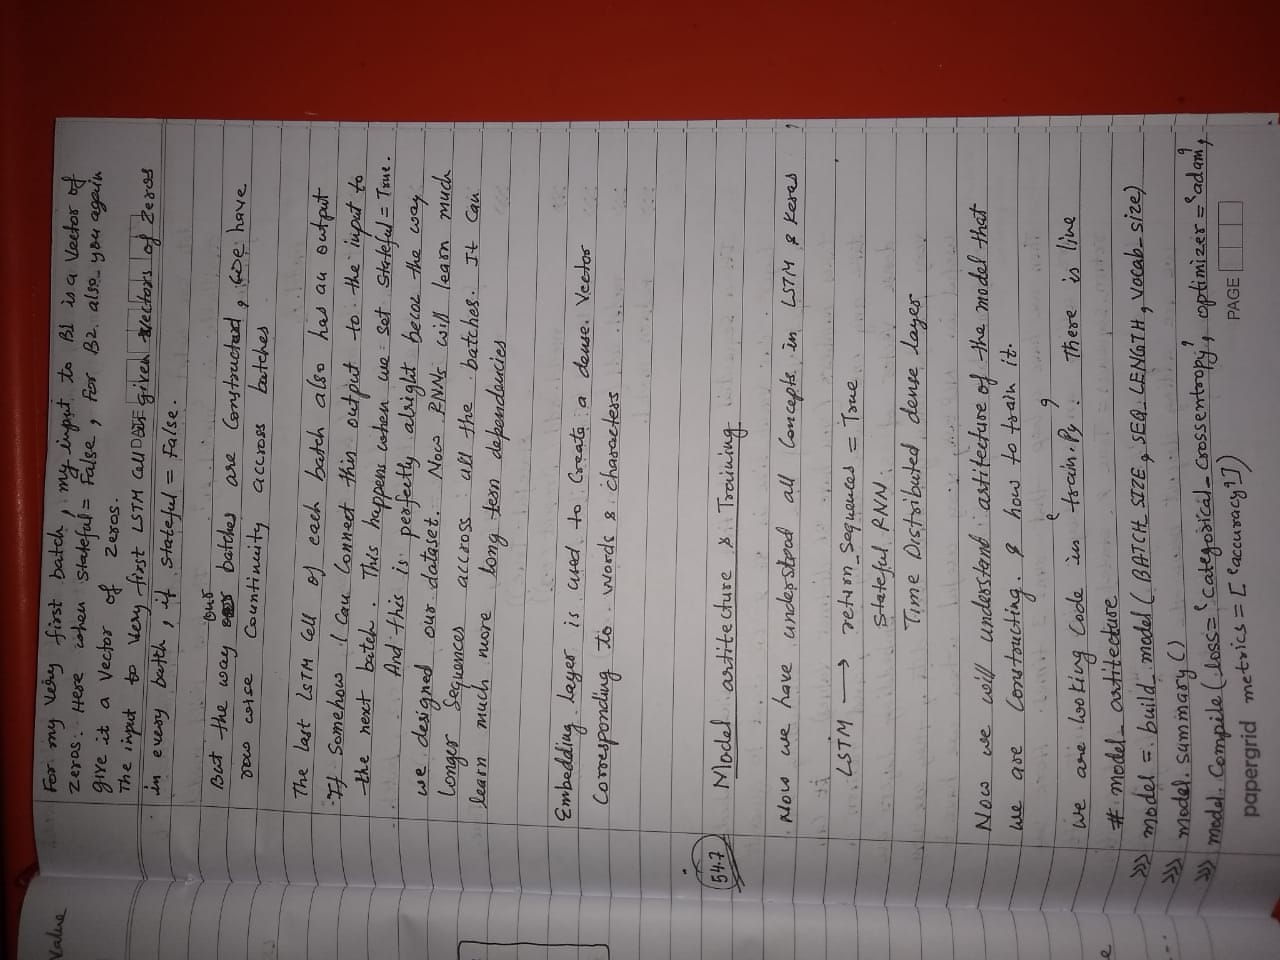 For my very first batch, my input to B1 is a vector of
zeros. Here when stateful = False, for B2 also you again
give it a vector of zeros.
The input to very first LSTM Cell given vectors of zeros
in every batch, if stateful = False.
But the way our batches are constructed, we have
row wise countinuity accross batches
The last LSTM cell of each batch also has an output
If somehow I can connect this output to the input to
the next batch. This happens when we set stateful = True.
And this is perfectly alright becoz the way
we designed our dataset. Now RNNs will learn much
longer sequences accross all the batches. It can
learn much more long term dependencies
Embedding layer is used to create a dense vector
corresponding to words & characters
54.7
Model artitecture & Training
Now we have understood all concepts in LSTM & Keras,
LSTM → return_sequences = True
Stateful RNN
Time Distributed dense layer
Now we will understand artitecture of the model that
we are constructing & how to train it.
we are looking code in 'train.py'. There is line
# model_artitecture
>>> model = build_model (BATCH_SIZE, SEQ_LENGTH, vocab_size)
>>> model.summary()
>>> model.compile(loss='categorical_crossentropy', optimizer='adam',
metrics = ['accuracy'])
papergrid
PAGE
value